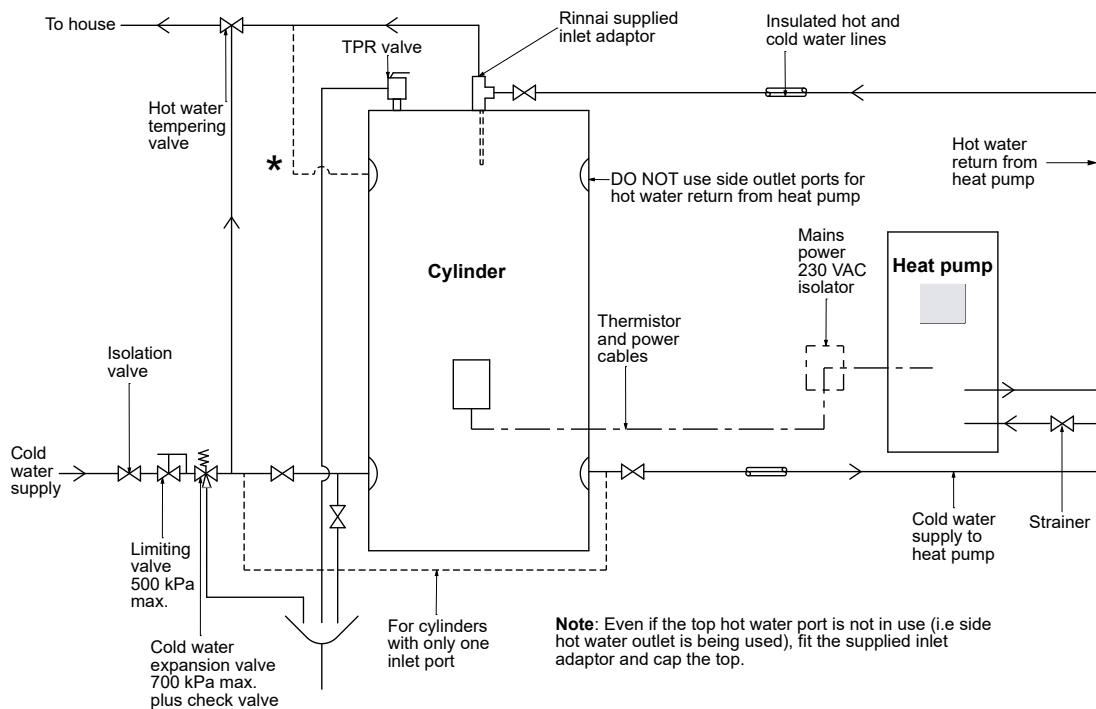 To house
TPR valve
Rinnai supplied
inlet adaptor
Insulated hot and
cold water lines
Hot water
tempering
valve
*
Hot water
return from
heat pump
DO NOT use side outlet ports for
hot water return from heat pump
Mains
power
230 VAC
isolator
Heat pump
Cylinder
Thermistor
and power
cables
Isolation
valve
Cold
water
supply
Limiting
valve
500 kPa
max.
Cold water
supply to
heat pump
Strainer
For cylinders
with only one
inlet port
Note: Even if the top hot water port is not in use (i.e side
hot water outlet is being used), fit the supplied inlet
adaptor and cap the top.
Cold water
expansion valve
700 kPa max.
plus check valve